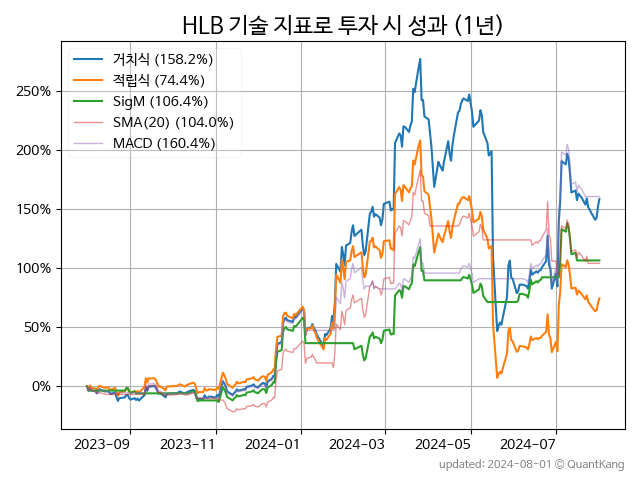 HLB 기술 지표로 투자 시 성과 (1년)
거치식 (158.2%)
적립식 (74.4%)
SigM (106.4%)
SMA(20) (104.0%)
MACD (160.4%)
250%
200%
150%
100%
50%
0%
2023-09 2023-11 2024-01 2024-03 2024-05 2024-07
updated: 2024-08-01 © QuantKang